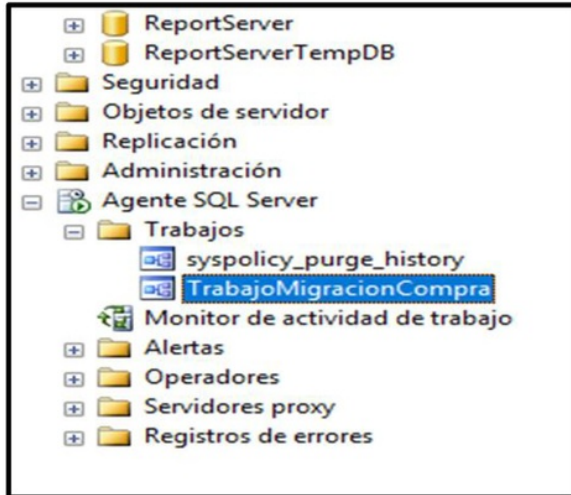 ReportServer
ReportServerTempDB
Seguridad
Objetos de servidor
Replicación
Administración
Agente SQL Server
Trabajos
syspolicy_purge_history
TrabajoMigracionCompra
Monitor de actividad de trabajo
Alertas
Operadores
Servidores proxy
Registros de errores